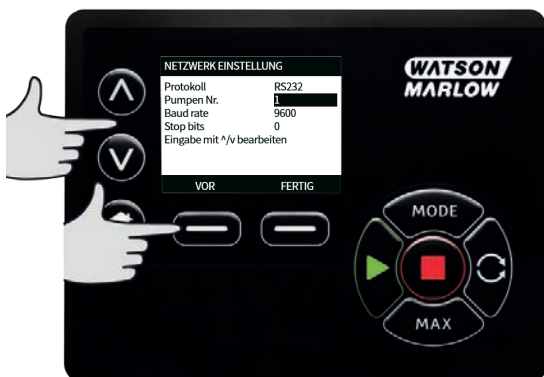 NETZWERK EINSTELLUNG
Protokoll RS232
Pumpen Nr. 1
Baud rate 9600
Stop bits 0
Eingabe mit ^/v bearbeiten
VOR FERTIG
WATSON
MARLOW
MODE
MAX